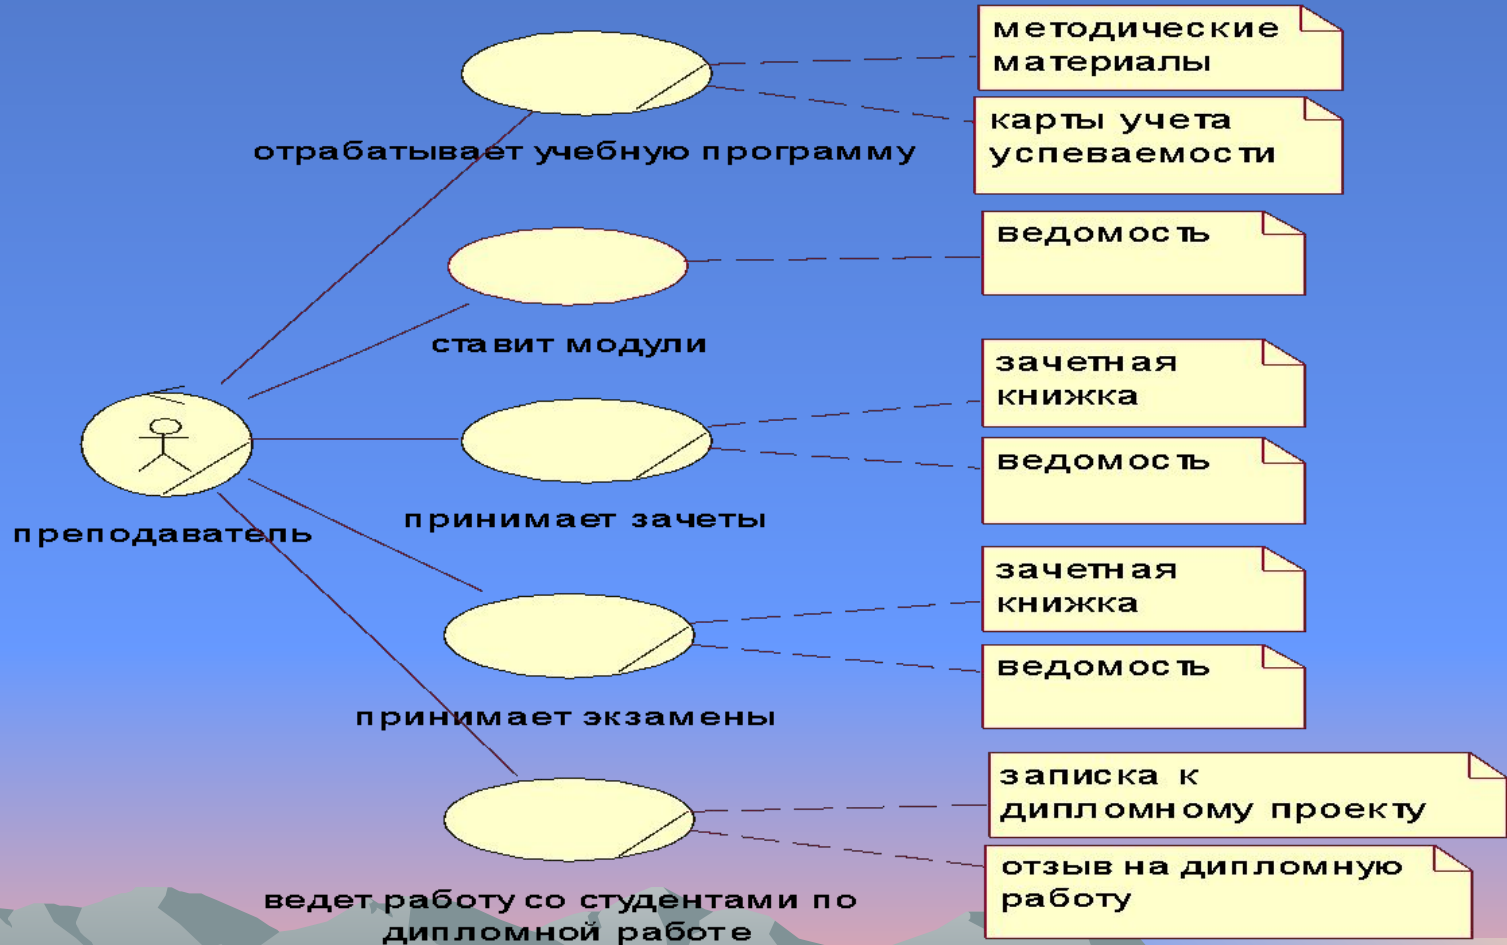 методические
материалы
карты учета
успеваемости
отрабатывает учебную программу
ведомость
ставит модули
зачетная
книжка
ведомость
принимает зачеты
преподаватель
зачетная
книжка
ведомость
принимает экзамены
записка к
дипломному проекту
отзыв на дипломную
работу
ведет работу со студентами по
дипломной работе